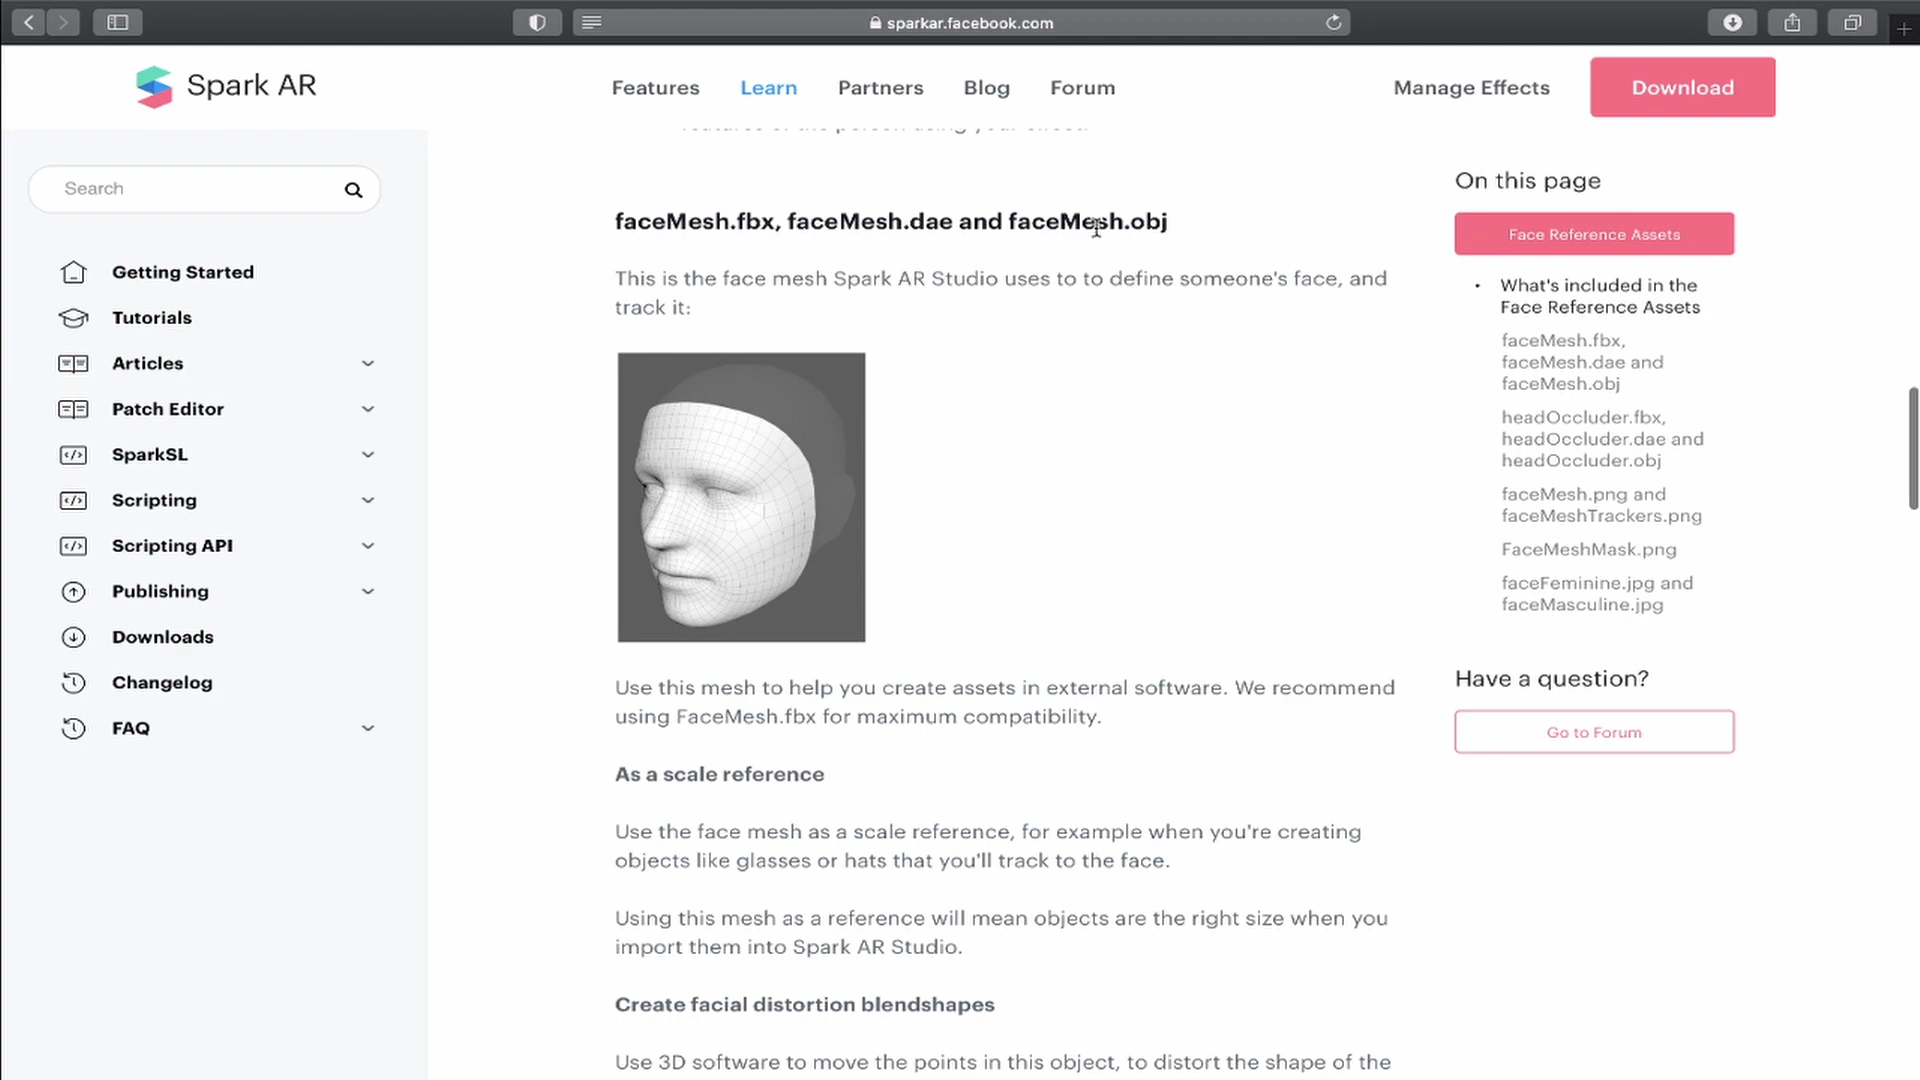 sparkar.facebook.com
Spark AR
Features
Learn
Partners
Blog
Forum
Manage Effects
Download
Search
Getting Started
Tutorials
Articles
Patch Editor
SparkSL
Scripting
Scripting API
Publishing
Downloads
Changelog
FAQ
features of the person using your effect.
faceMesh.fbx, faceMesh.dae and faceMesh.obj
This is the face mesh Spark AR Studio uses to to define someone's face, and
track it:
Use this mesh to help you create assets in external software. We recommend
using FaceMesh.fbx for maximum compatibility.
As a scale reference
Use the face mesh as a scale reference, for example when you're creating
objects like glasses or hats that you'll track to the face.
Using this mesh as a reference will mean objects are the right size when you
import them into Spark AR Studio.
Create facial distortion blendshapes
Use 3D software to move the points in this object, to distort the shape of the
On this page
Face Reference Assets
• What's included in the
Face Reference Assets
faceMesh.fbx,
faceMesh.dae and
faceMesh.obj
headOccluder.fbx,
headOccluder.dae and
headOccluder.obj
faceMesh.png and
faceMeshTrackers.png
FaceMeshMask.png
faceFeminine.jpg and
faceMasculine.jpg
Have a question?
Go to Forum